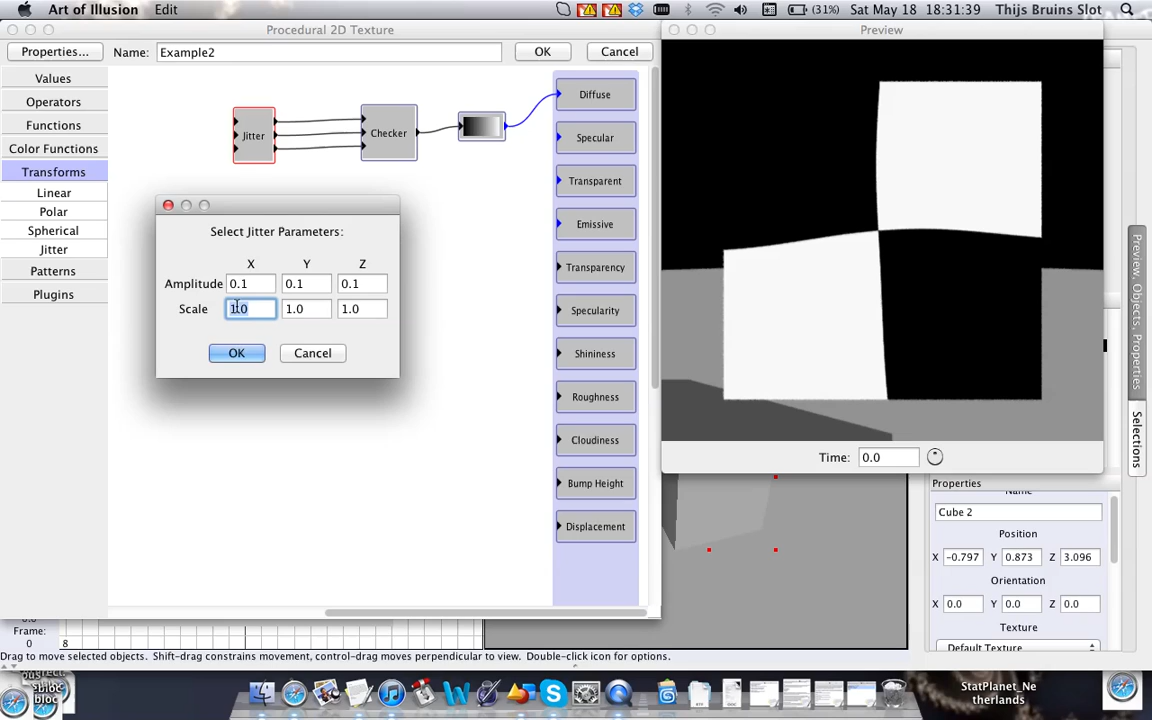 Art of Illusion Edit (31%) Sat May 18 18:31:39 Thijs Bruins Slot
Procedural 2D Texture
Preview
Properties... Name: Example2 OK Cancel
Values
Operators
Functions
Color Functions
Transforms
Linear
Polar
Spherical
Jitter
Patterns
Plugins
Jitter
Checker
Diffuse
Specular
Transparent
Emissive
Transparency
Specularity
Shininess
Roughness
Cloudiness
Bump Height
Displacement
Select Jitter Parameters:
X Y Z
Amplitude 0.1 0.1 0.1
Scale 1.0 1.0 1.0
OK Cancel
Time: 0.0
Preview, Objects, Properties
Selections
Properties
Name
Cube 2
Position
X -0.797 Y 0.873 Z 3.096
Orientation
X 0.0 Y 0.0 Z 0.0
Texture
Default Texture
Frame:
0
8
Drag to move selected objects. Shift-drag constrains movement, control-drag moves perpendicular to view. Double-click icon for options.
StatPlanet_Ne
therlands